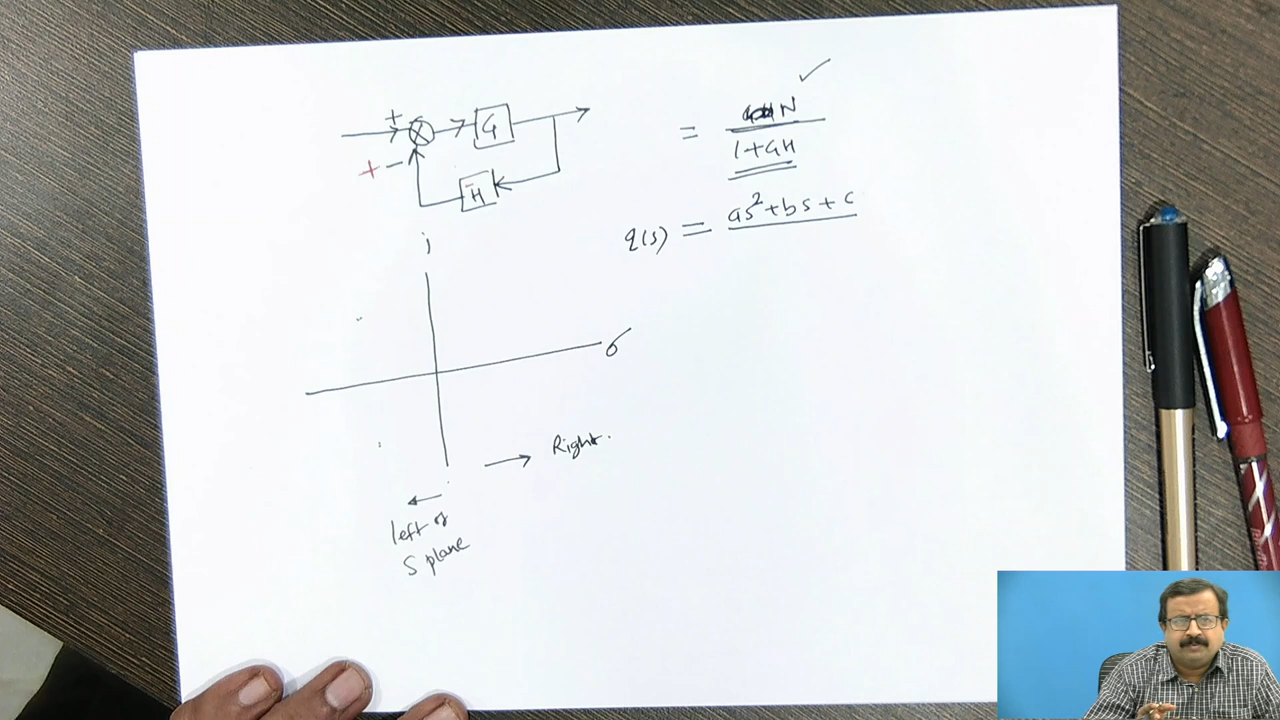 +
G
+ -
H
= N
1+GH
q(s) = as²+bs+c
j
σ
Right.
left of
S plane